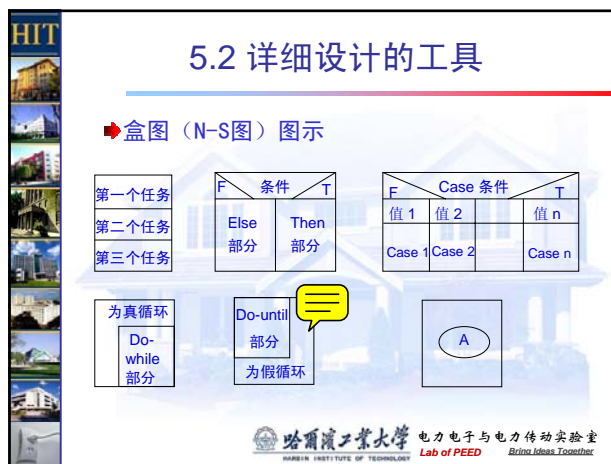 HIT
5.2 详细设计的工具
盒图（N-S图）图示
第一个任务
第二个任务
第三个任务
F 条件 T
Else 部分
Then 部分
F Case 条件 T
值 1 值 2 值 n
Case 1 Case 2 Case n
为真循环
Do-
while
部分
Do-until
部分
为假循环
A
哈尔滨工业大学
HARBIN INSTITUTE OF TECHNOLOGY
电力电子与电力传动实验室
Lab of PEED Bring Ideas Together